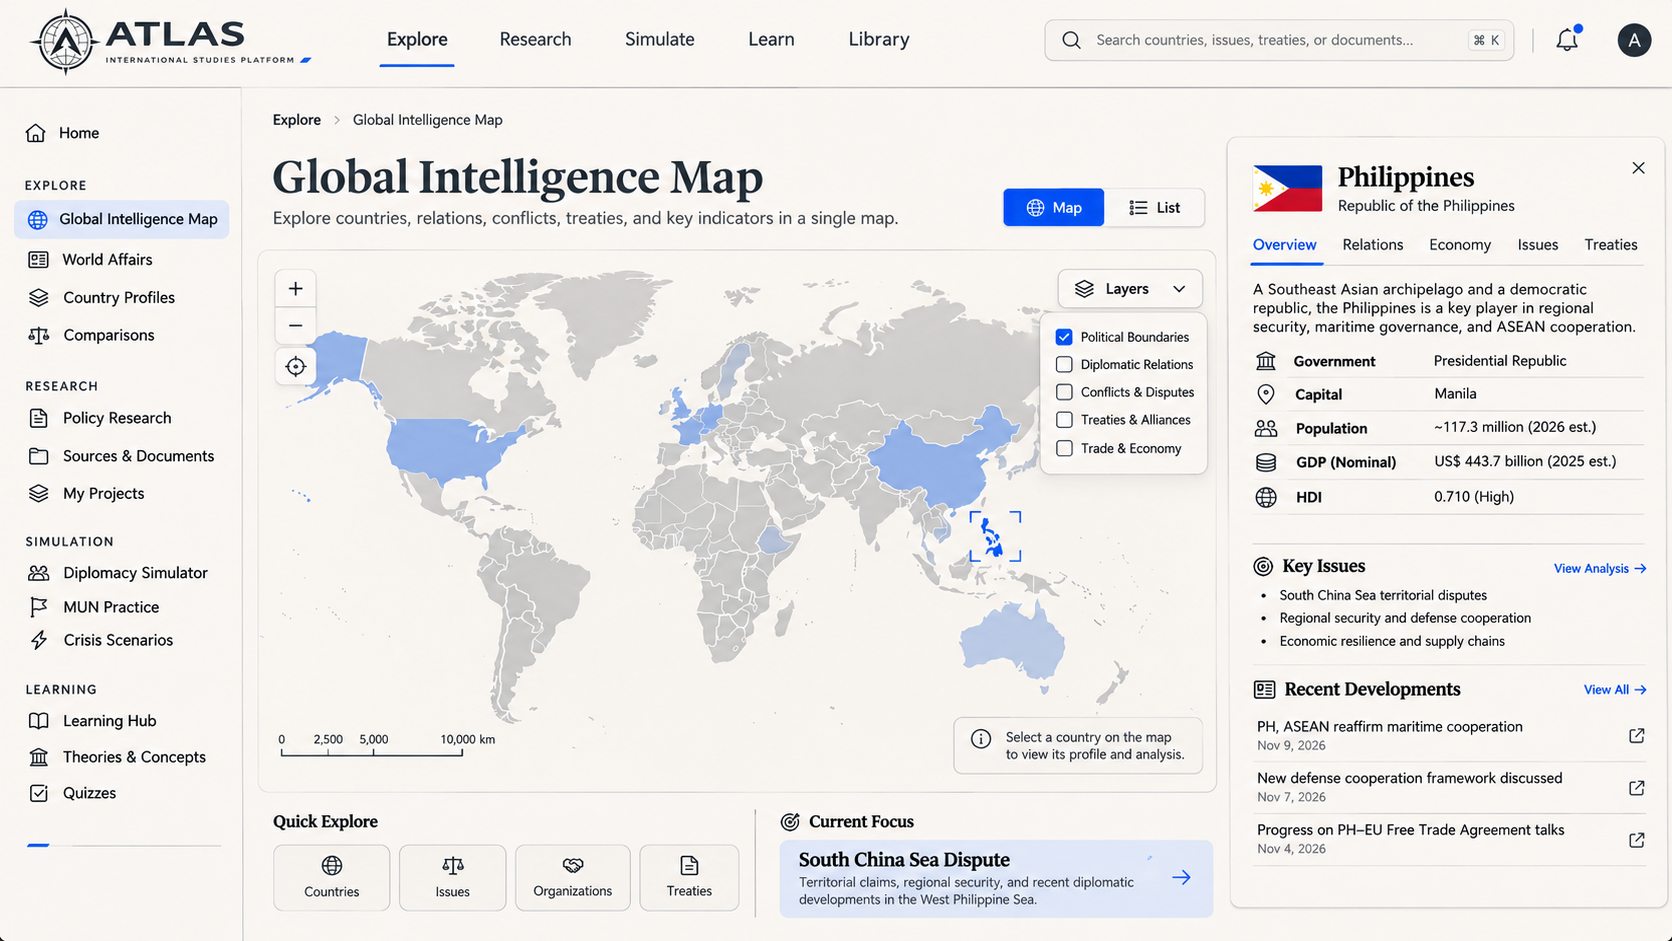 ATLAS
INTERNATIONAL STUDIES PLATFORM
Explore
Research
Simulate
Learn
Library
Search countries, issues, treaties, or documents...
⌘ K
A
Home
EXPLORE
Global Intelligence Map
World Affairs
Country Profiles
Comparisons
RESEARCH
Policy Research
Sources & Documents
My Projects
SIMULATION
Diplomacy Simulator
MUN Practice
Crisis Scenarios
LEARNING
Learning Hub
Theories & Concepts
Quizzes
Explore > Global Intelligence Map
Global Intelligence Map
Explore countries, relations, conflicts, treaties, and key indicators in a single map.
Map
List
+
−
Layers
Political Boundaries
Diplomatic Relations
Conflicts & Disputes
Treaties & Alliances
Trade & Economy
0 2,500 5,000 10,000 km
Select a country on the map
to view its profile and analysis.
Quick Explore
Countries
Issues
Organizations
Treaties
Current Focus
South China Sea Dispute
Territorial claims, regional security, and recent diplomatic
developments in the West Philippine Sea.
Philippines
Republic of the Philippines
Overview
Relations
Economy
Issues
Treaties
A Southeast Asian archipelago and a democratic
republic, the Philippines is a key player in regional
security, maritime governance, and ASEAN cooperation.
Government Presidential Republic
Capital Manila
Population ~117.3 million (2026 est.)
GDP (Nominal) US$ 443.7 billion (2025 est.)
HDI 0.710 (High)
Key Issues
View Analysis →
• South China Sea territorial disputes
• Regional security and defense cooperation
• Economic resilience and supply chains
Recent Developments
View All →
PH, ASEAN reaffirm maritime cooperation
Nov 9, 2026
New defense cooperation framework discussed
Nov 7, 2026
Progress on PH–EU Free Trade Agreement talks
Nov 4, 2026